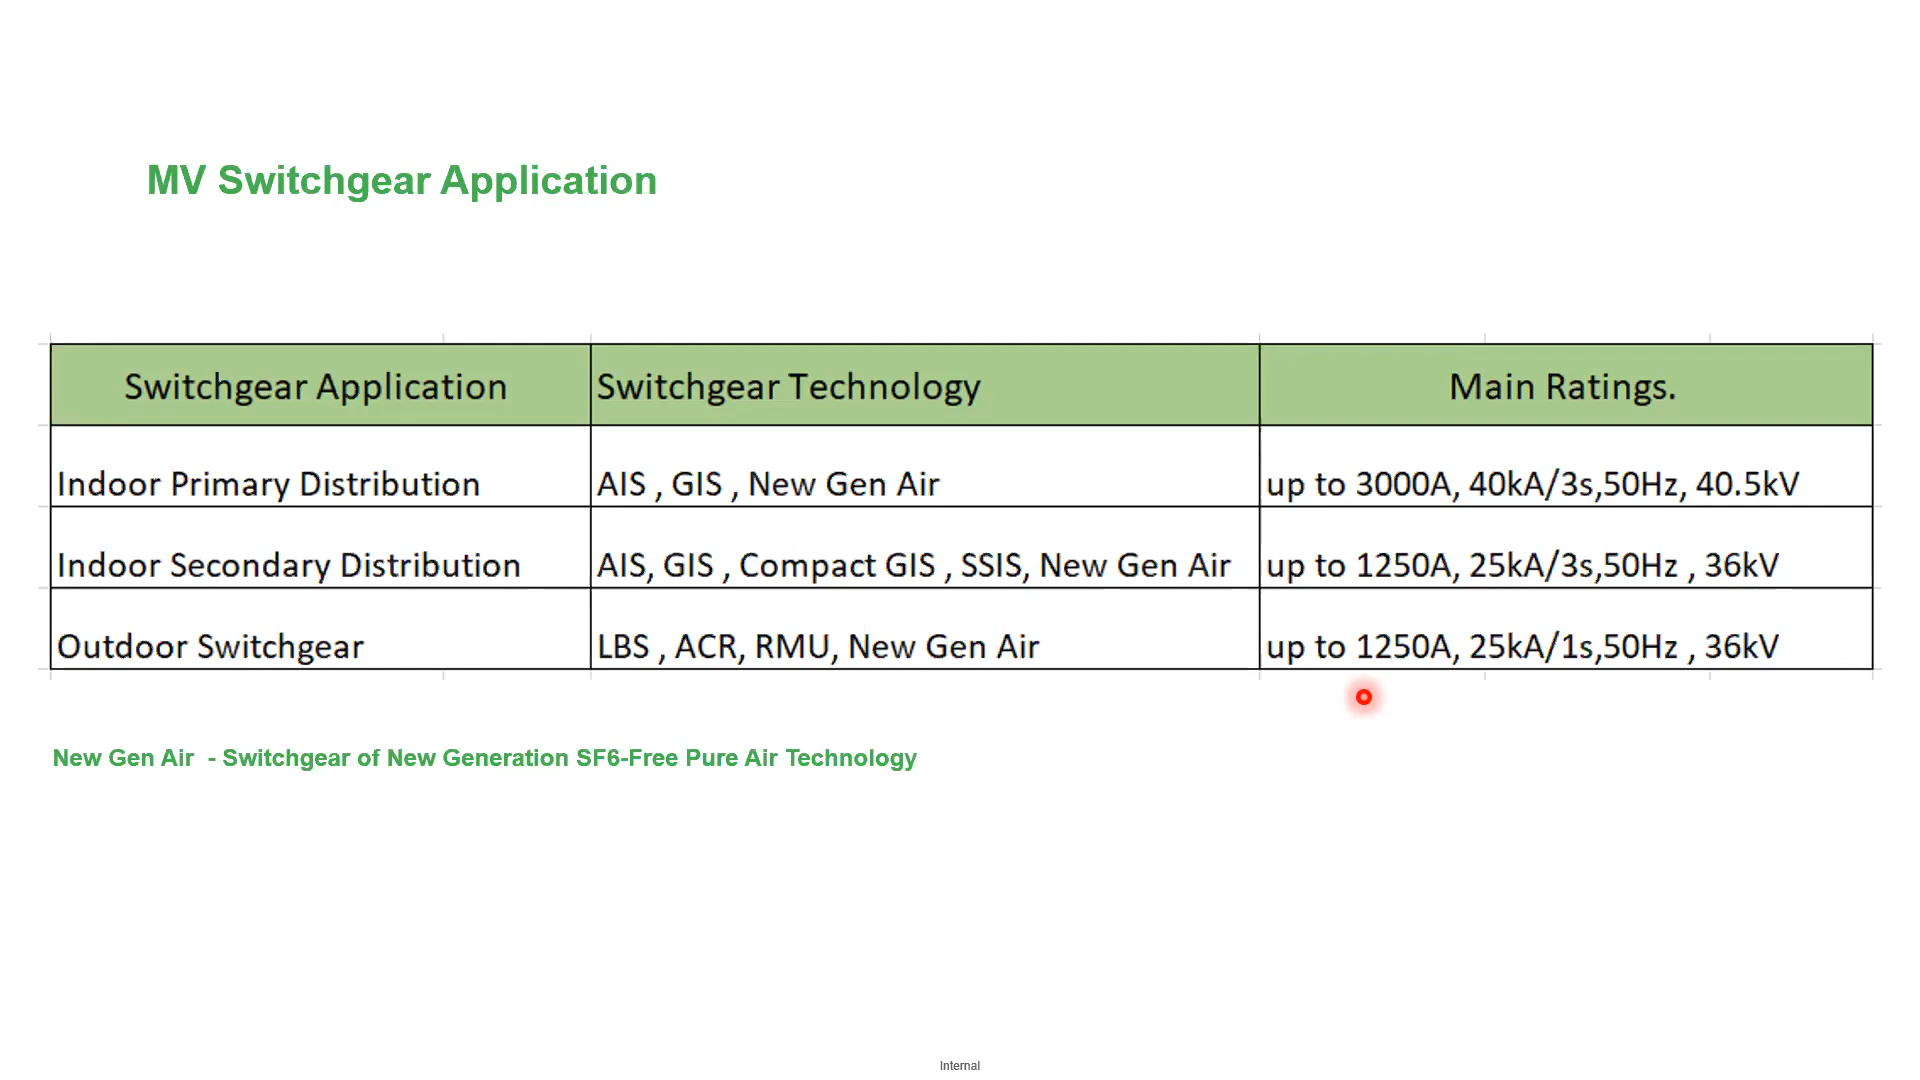 MV Switchgear Application
Switchgear Application Switchgear Technology Main Ratings.
Indoor Primary Distribution AIS , GIS , New Gen Air up to 3000A, 40kA/3s,50Hz, 40.5kV
Indoor Secondary Distribution AIS, GIS , Compact GIS , SSIS, New Gen Air up to 1250A, 25kA/3s,50Hz , 36kV
Outdoor Switchgear LBS , ACR, RMU, New Gen Air up to 1250A, 25kA/1s,50Hz , 36kV
New Gen Air - Switchgear of New Generation SF6-Free Pure Air Technology
Internal